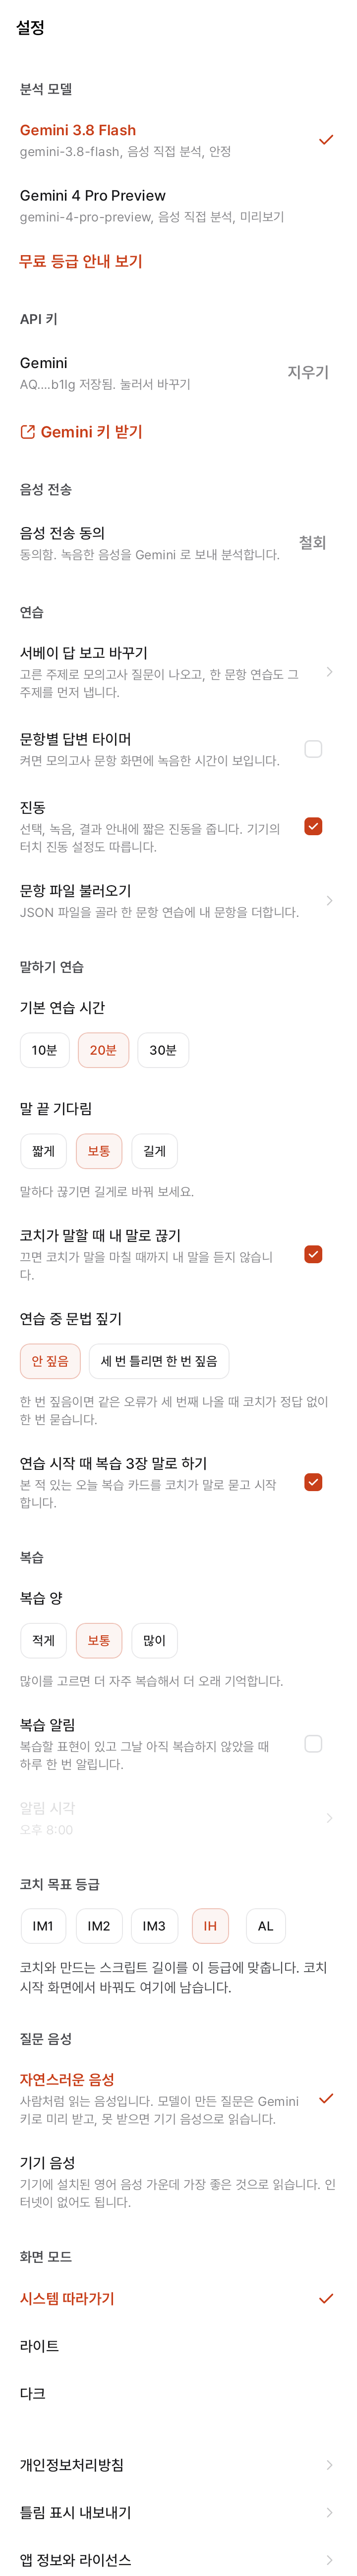 설정
분석 모델
Gemini 3.8 Flash
gemini-3.8-flash, 음성 직접 분석, 안정
Gemini 4 Pro Preview
gemini-4-pro-preview, 음성 직접 분석, 미리보기
무료 등급 안내 보기
API 키
Gemini
AQ....b1lg 저장됨. 눌러서 바꾸기
지우기
Gemini 키 받기
음성 전송
음성 전송 동의
동의함. 녹음한 음성을 Gemini 로 보내 분석합니다.
철회
연습
서베이 답 보고 바꾸기
고른 주제로 모의고사 질문이 나오고, 한 문항 연습도 그
주제를 먼저 냅니다.
문항별 답변 타이머
켜면 모의고사 문항 화면에 녹음한 시간이 보입니다.
진동
선택, 녹음, 결과 안내에 짧은 진동을 줍니다. 기기의
터치 진동 설정도 따릅니다.
문항 파일 불러오기
JSON 파일을 골라 한 문항 연습에 내 문항을 더합니다.
말하기 연습
기본 연습 시간
10분 20분 30분
말 끝 기다림
짧게 보통 길게
말하다 끊기면 길게로 바꿔 보세요.
코치가 말할 때 내 말로 끊기
끄면 코치가 말을 마칠 때까지 내 말을 듣지 않습니
다.
연습 중 문법 짚기
안 짚음 세 번 틀리면 한 번 짚음
한 번 짚음이면 같은 오류가 세 번째 나올 때 코치가 정답 없이
한 번 묻습니다.
연습 시작 때 복습 3장 말로 하기
본 적 있는 오늘 복습 카드를 코치가 말로 묻고 시작
합니다.
복습
복습 양
적게 보통 많이
많이를 고르면 더 자주 복습해서 더 오래 기억합니다.
복습 알림
복습할 표현이 있고 그날 아직 복습하지 않았을 때
하루 한 번 알립니다.
알림 시각
오후 8:00
코치 목표 등급
IM1 IM2 IM3 IH AL
코치와 만드는 스크립트 길이를 이 등급에 맞춥니다. 코치
시작 화면에서 바꿔도 여기에 남습니다.
질문 음성
자연스러운 음성
사람처럼 읽는 음성입니다. 모델이 만든 질문은 Gemini
키로 미리 받고, 못 받으면 기기 음성으로 읽습니다.
기기 음성
기기에 설치된 영어 음성 가운데 가장 좋은 것으로 읽습니다. 인
터넷이 없어도 됩니다.
화면 모드
시스템 따라가기
라이트
다크
개인정보처리방침
틀림 표시 내보내기
앱 정보와 라이선스